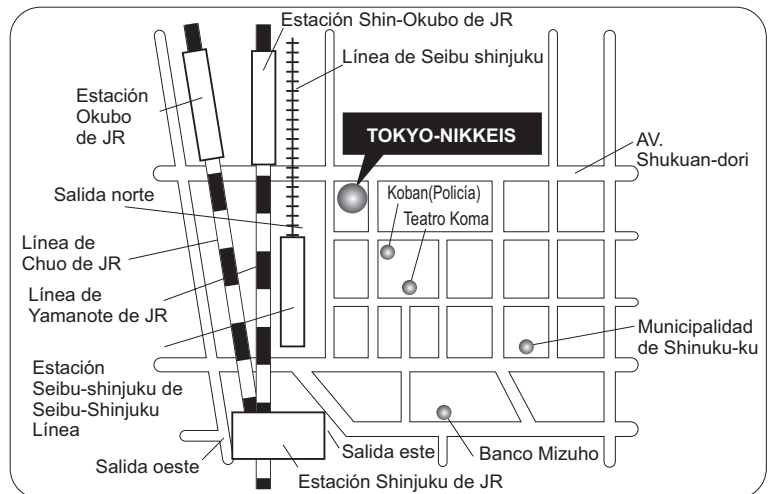 Estación Shin-Okubo de JR
Línea de Seibu shinjuku
Estación
Okubo
de JR
TOKYO-NIKKEIS
AV.
Shukuan-dori
Salida norte
Koban(Policía)
Teatro Koma
Línea de
Chuo de JR
Línea de
Yamanote de JR
Municipalidad
de Shinuku-ku
Estación
Seibu-shinjuku de
Seibu-Shinjuku
Línea
Salida este
Banco Mizuho
Salida oeste
Estación Shinjuku de JR